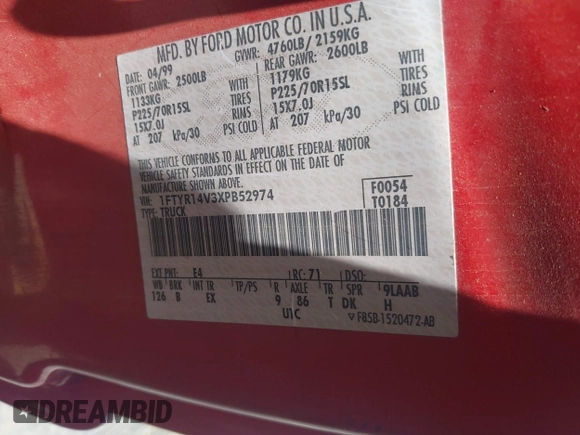 MFD. BY FORD MOTOR CO. IN U.S.A.
DATE: 04/99 GVWR: 4760LB/ 2159KG
FRONT GAWR: 2500LB REAR GAWR: 2600LB
1133KG WITH 1179KG WITH
P225/70R15SL TIRES P225/70R15SL TIRES
15X7.0J RIMS 15X7.0J RIMS
AT 207 kPa/30 PSI COLD AT 207 kPa/30 PSI COLD
THIS VEHICLE CONFORMS TO ALL APPLICABLE FEDERAL MOTOR
VEHICLE SAFETY STANDARDS IN EFFECT ON THE DATE OF
MANUFACTURE SHOWN ABOVE.
VIN: 1FTYR14V3XPB52974 F0054
TYPE: TRUCK T0184
EXT PNT: E4 RC: 71 DSO:
WB BRK INT TR TP/PS R AXLE TR SPR 9LAAB
126 B EX 9 86 T DK H
UTC ▽F85B-1520472-AB
DREAMBID